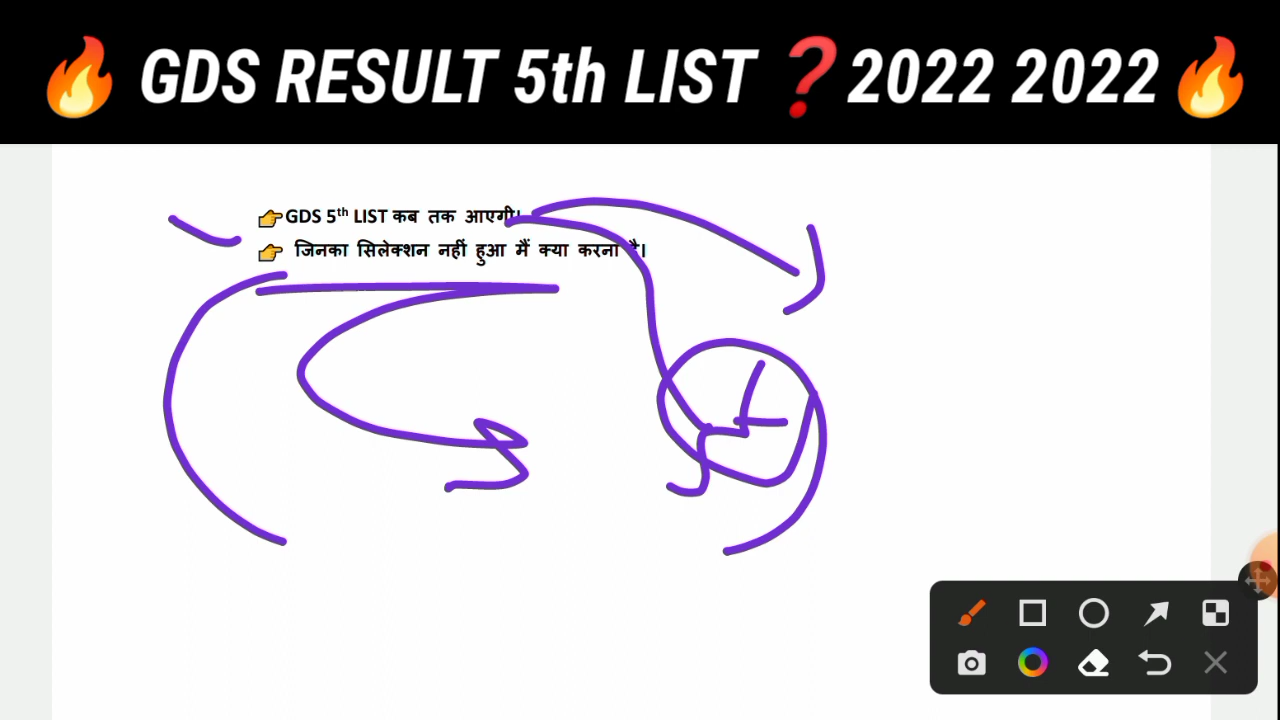 🔥 GDS RESULT 5th LIST ❓2022 2022 🔥
👉GDS 5th LIST कब तक आएगी।
👉 जिनका सिलेक्शन नहीं हुआ मैं क्या करना है।